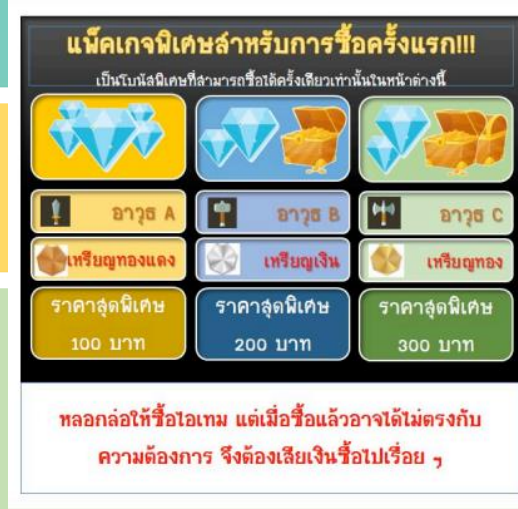 แพ็คเกจพิเศษสำหรับการซื้อครั้งแรก!!!
เป็นโบนัสพิเศษที่สามารถซื้อได้ครั้งเดียวเท่านั้นในหน้าต่างนี้
อาวุธ A
อาวุธ B
อาวุธ C
เหรียญทองแดง
เหรียญเงิน
เหรียญทอง
ราคาสุดพิเศษ
100 บาท
ราคาสุดพิเศษ
200 บาท
ราคาสุดพิเศษ
300 บาท
หลอกล่อให้ซื้อไอเทม แต่เมื่อซื้อแล้วอาจได้ไม่ตรงกับ
ความต้องการ จึงต้องเสียเงินซื้อไปเรื่อย ๆ